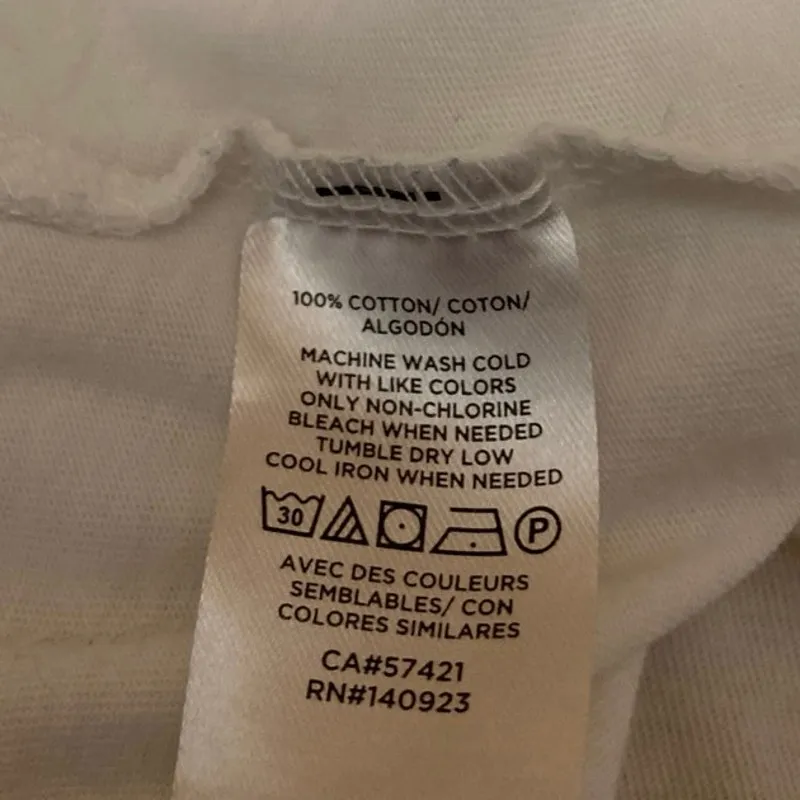 100% COTTON/ COTON/
ALGODÓN
MACHINE WASH COLD
WITH LIKE COLORS
ONLY NON-CHLORINE
BLEACH WHEN NEEDED
TUMBLE DRY LOW
COOL IRON WHEN NEEDED
30 P
AVEC DES COULEURS
SEMBLABLES/ CON
COLORES SIMILARES
CA#57421
RN#140923